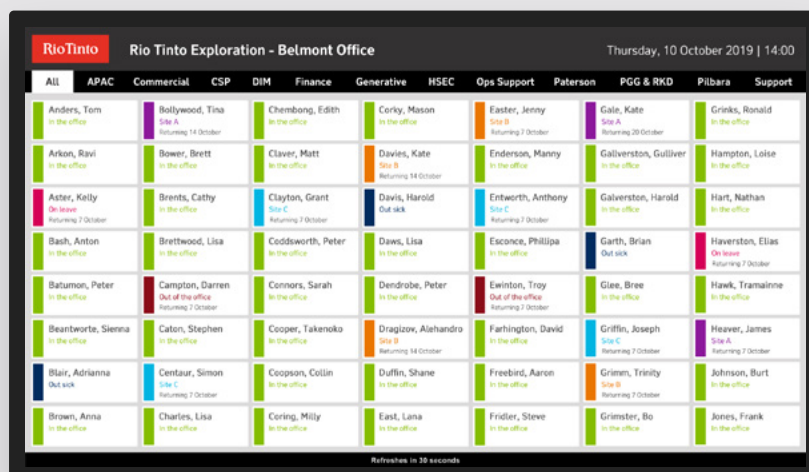 RioTinto
Rio Tinto Exploration - Belmont Office
Thursday, 10 October 2019 | 14:00
All APAC Commercial CSP DIM Finance Generative HSEC Ops Support Paterson PGG & RKD Pilbara Support
Anders, Tom
In the office
Bollywood, Tina
Site A
Returning 14 October
Chembong, Edith
In the office
Corky, Mason
In the office
Easter, Jenny
Site B
Returning 7 October
Gale, Kate
Site A
Returning 20 October
Grinks, Ronald
In the office
Arkon, Ravi
In the office
Bower, Brett
In the office
Claver, Matt
In the office
Davies, Kate
Site B
Returning 14 October
Enderson, Manny
In the office
Gallverston, Gulliver
In the office
Hampton, Loise
In the office
Aster, Kelly
On leave
Returning 7 October
Brents, Cathy
In the office
Clayton, Grant
Site C
Returning 7 October
Davis, Harold
Out sick
Entworth, Anthony
Site C
Returning 7 October
Galverston, Harold
In the office
Hart, Nathan
In the office
Bash, Anton
In the office
Brettwood, Lisa
In the office
Coddsworth, Peter
In the office
Daws, Lisa
In the office
Esconce, Phillipa
In the office
Garth, Brian
Out sick
Haverston, Elias
On leave
Returning 7 October
Batumon, Peter
In the office
Campton, Darren
Out of the office
Returning 7 October
Connors, Sarah
In the office
Dendrobe, Peter
In the office
Ewinton, Troy
Out of the office
Returning 7 October
Glee, Bree
In the office
Hawk, Tramainne
In the office
Beantworte, Sienna
In the office
Caton, Stephen
In the office
Cooper, Takenoko
In the office
Dragizov, Alehandro
Site B
Returning 14 October
Farhington, David
In the office
Griffin, Joseph
Site C
Returning 7 October
Heaver, James
Site A
Returning 7 October
Blair, Adrianna
Out sick
Centaur, Simon
Site C
Returning 7 October
Coopson, Collin
In the office
Duffin, Shane
In the office
Freebird, Aaron
In the office
Grimm, Trinity
Site B
Returning 7 October
Johnson, Burt
In the office
Brown, Anna
In the office
Charles, Lisa
In the office
Coring, Milly
In the office
East, Lana
In the office
Fridler, Steve
In the office
Grimster, Bo
In the office
Jones, Frank
In the office
Refreshes in 30 seconds